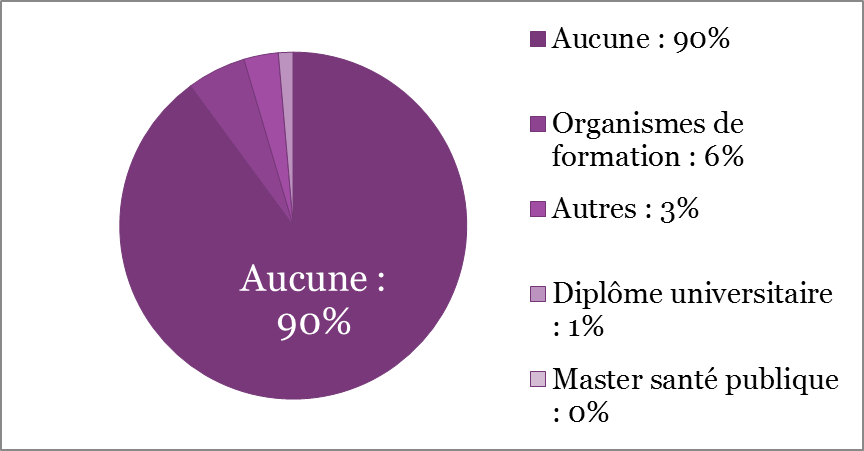 Aucune : 90%
Organismes de
formation : 6%
Autres : 3%
Diplôme universitaire
: 1%
Master santé publique
: 0%
Aucune :
90%